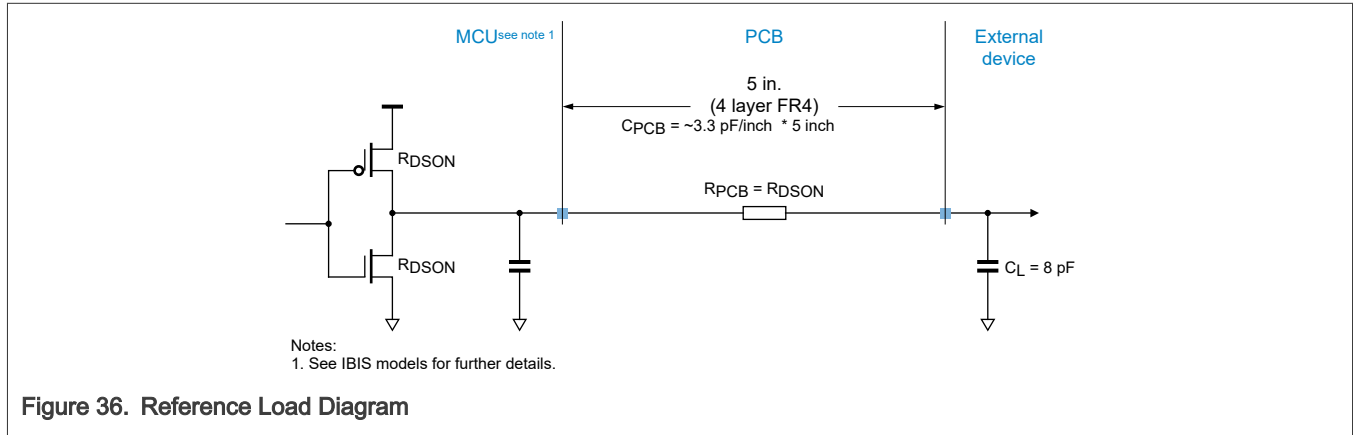 MCUsee note 1
PCB
External
device
5 in.
(4 layer FR4)
CPCB = ~3.3 pF/inch * 5 inch
RDSON
RPCB = RDSON
RDSON
CL = 8 pF
Notes:
1. See IBIS models for further details.
Figure 36. Reference Load Diagram